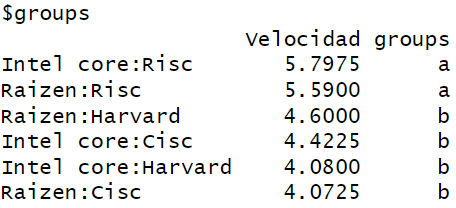 $groups
Velocidad groups
Intel core:Risc 5.7975 a
Raizen:Risc 5.5900 a
Raizen:Harvard 4.6000 b
Intel core:Cisc 4.4225 b
Intel core:Harvard 4.0800 b
Raizen:Cisc 4.0725 b